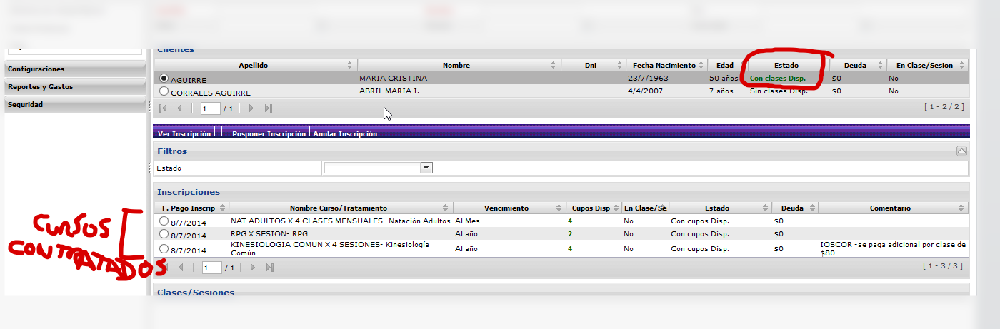 Clientes
Configuraciones
Reportes y Gastos
Seguridad
Apellido Nombre Dni Fecha Nacimiento Edad Estado Deuda En Clase/Sesion
AGUIRRE MARIA CRISTINA 23/7/1963 50 años Con clases Disp. $0 No
CORRALES AGUIRRE ABRIL MARIA I. 4/4/2007 7 años Sin clases Disp. $0 No
1 / 1 [ 1 - 2 / 2 ]
Ver Inscripción Posponer Inscripción Anular Inscripción
Filtros
Estado
Inscripciones
F. Pago Inscrip Nombre Curso/Tratamiento Vencimiento Cupos Disp En Clase/Se Estado Deuda Comentario
8/7/2014 NAT ADULTOS X 4 CLASES MENSUALES- Natación Adultos Al Mes 4 No Con cupos Disp. $0
8/7/2014 RPG X SESION- RPG Al año 2 No Con cupos Disp. $0
8/7/2014 KINESIOLOGIA COMUN X 4 SESIONES- Kinesiología Común Al año 4 No Con cupos Disp. $0 IOSCOR -se paga adicional por clase de $80
CURSOS
CONTRATADOS
1 / 1 [ 1 - 3 / 3 ]
Clases/Sesiones